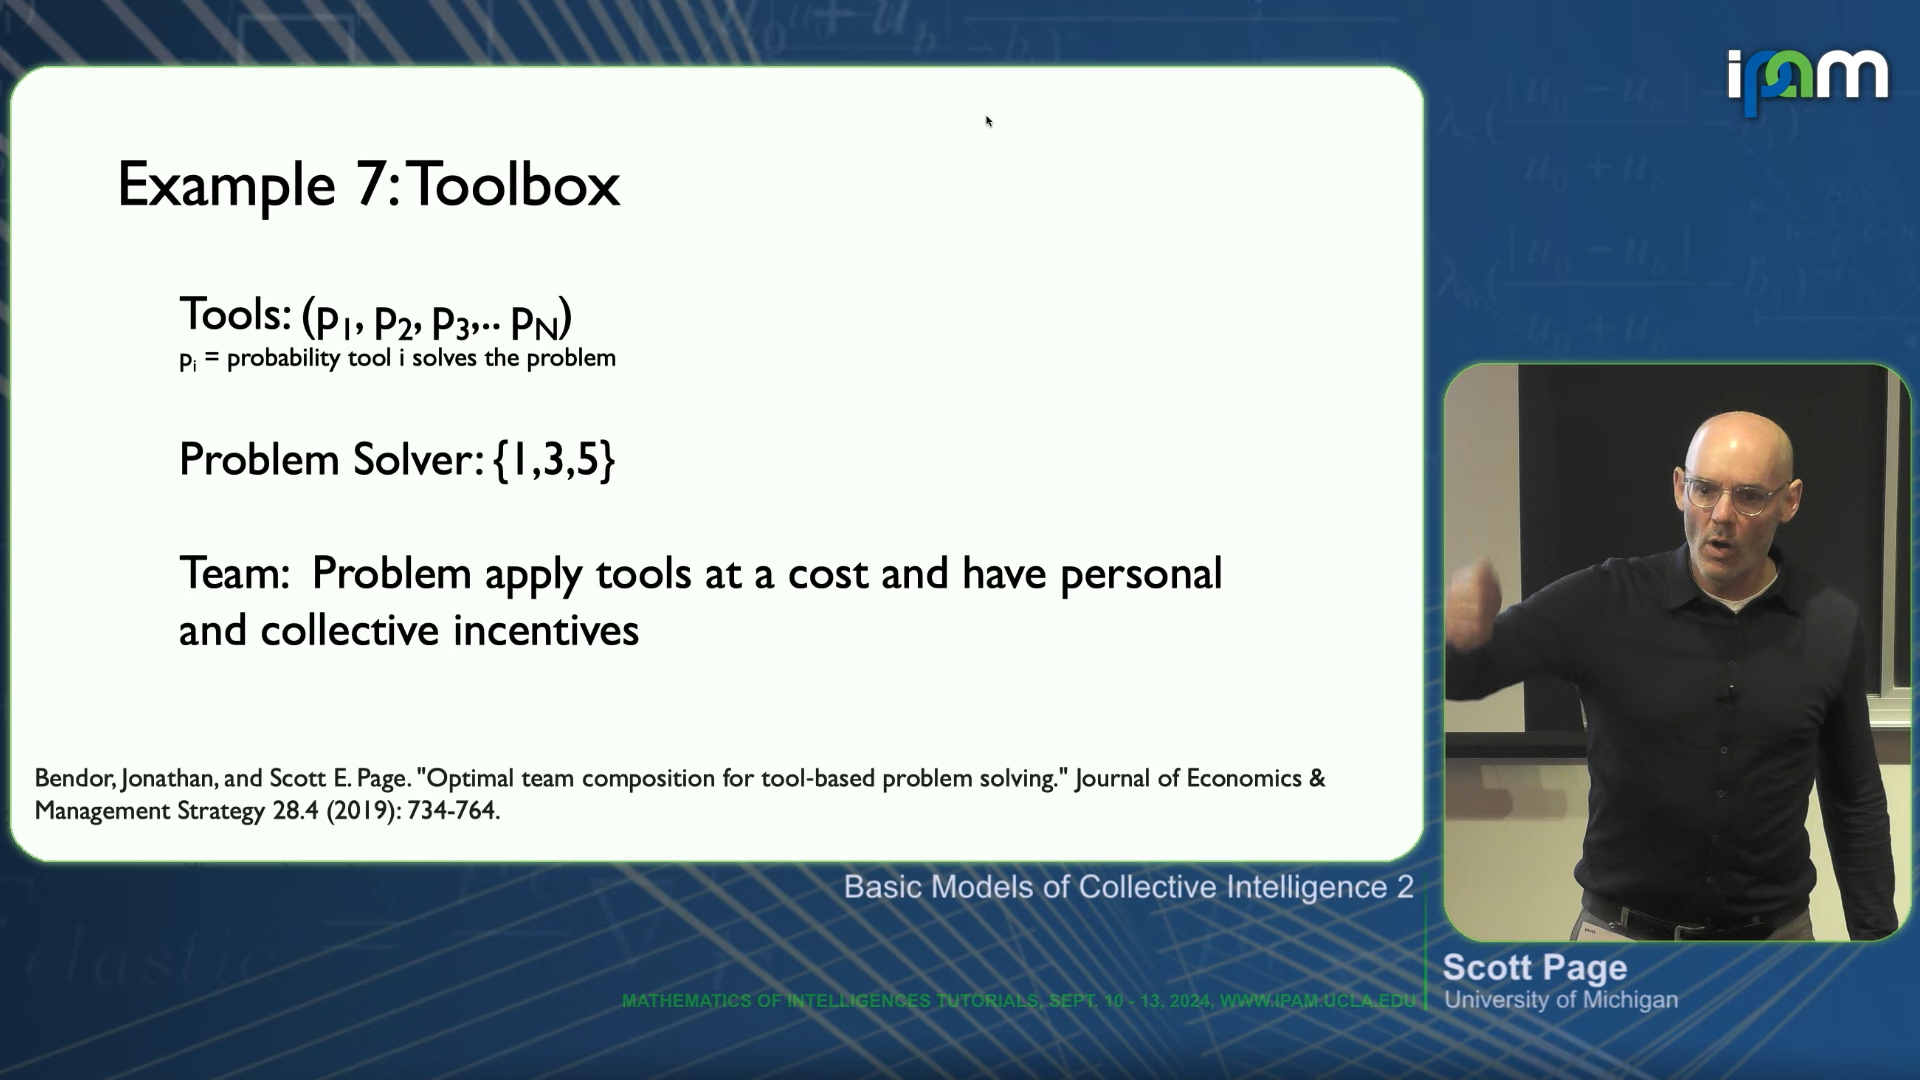 ipam
Example 7: Toolbox
Tools: (p1, p2, p3,.. pN)
pi = probability tool i solves the problem
Problem Solver: {1,3,5}
Team:  Problem apply tools at a cost and have personal
and collective incentives
Bendor, Jonathan, and Scott E. Page. "Optimal team composition for tool-based problem solving." Journal of Economics &
Management Strategy 28.4 (2019): 734-764.
Basic Models of Collective Intelligence 2
Scott Page
University of Michigan
MATHEMATICS OF INTELLIGENCES TUTORIALS, SEPT. 10 - 13, 2024, WWW.IPAM.UCLA.EDU
elastic